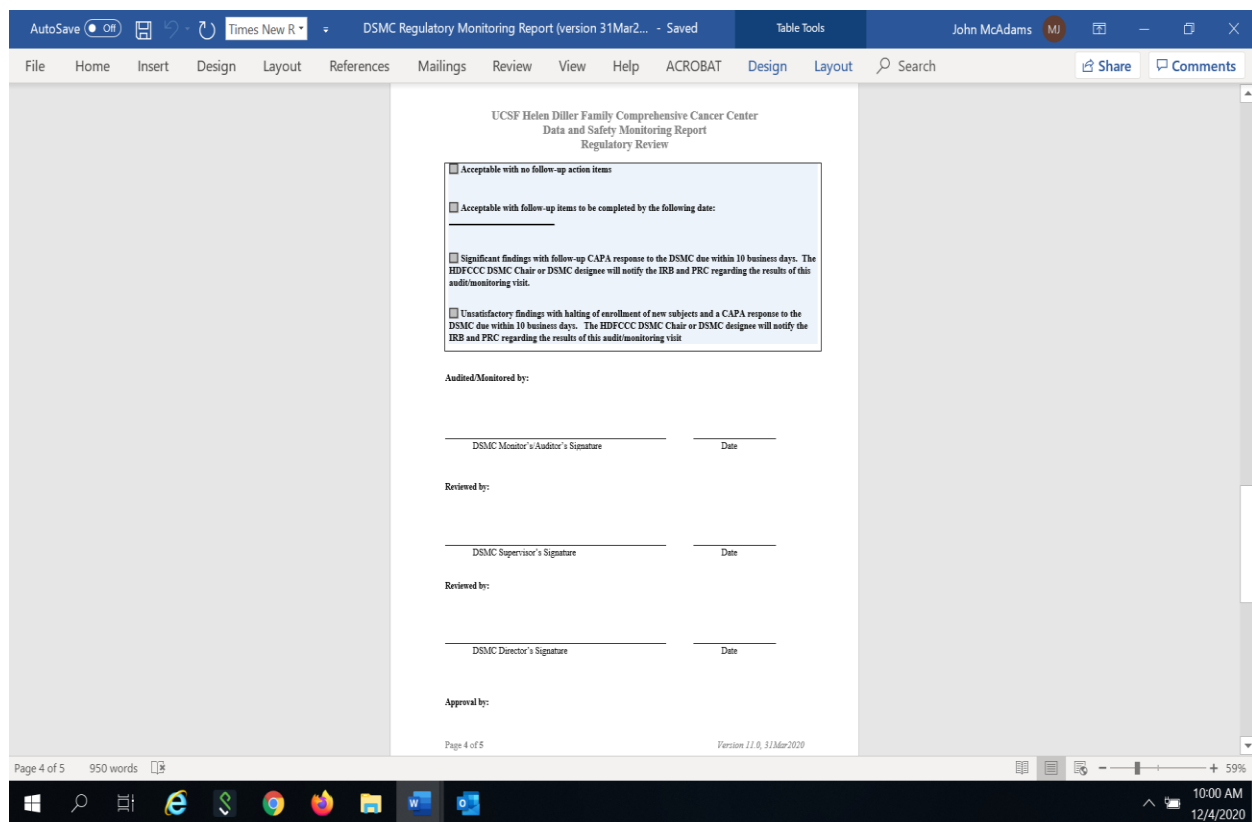 AutoSave Off Times New R DSMC Regulatory Monitoring Report (version 31Mar2... - Saved Table Tools John McAdams MJ
File Home Insert Design Layout References Mailings Review View Help ACROBAT Design Layout Search Share Comments
UCSF Helen Diller Family Comprehensive Cancer Center
Data and Safety Monitoring Report
Regulatory Review
Acceptable with no follow-up action items
Acceptable with follow-up items to be completed by the following date:
Significant findings with follow-up CAPA response to the DSMC due within 10 business days. The
HDFCCC DSMC Chair or DSMC designee will notify the IRB and PRC regarding the results of this
audit/monitoring visit.
Unsatisfactory findings with halting of enrollment of new subjects and a CAPA response to the
DSMC due within 10 business days. The HDFCCC DSMC Chair or DSMC designee will notify the
IRB and PRC regarding the results of this audit/monitoring visit
Audited/Monitored by:
DSMC Monitor's/Auditor's Signature Date
Reviewed by:
DSMC Supervisor's Signature Date
Reviewed by:
DSMC Director's Signature Date
Approval by:
Page 4 of 5 Version 11.0, 31Mar2020
Page 4 of 5 950 words 59%
10:00 AM
12/4/2020